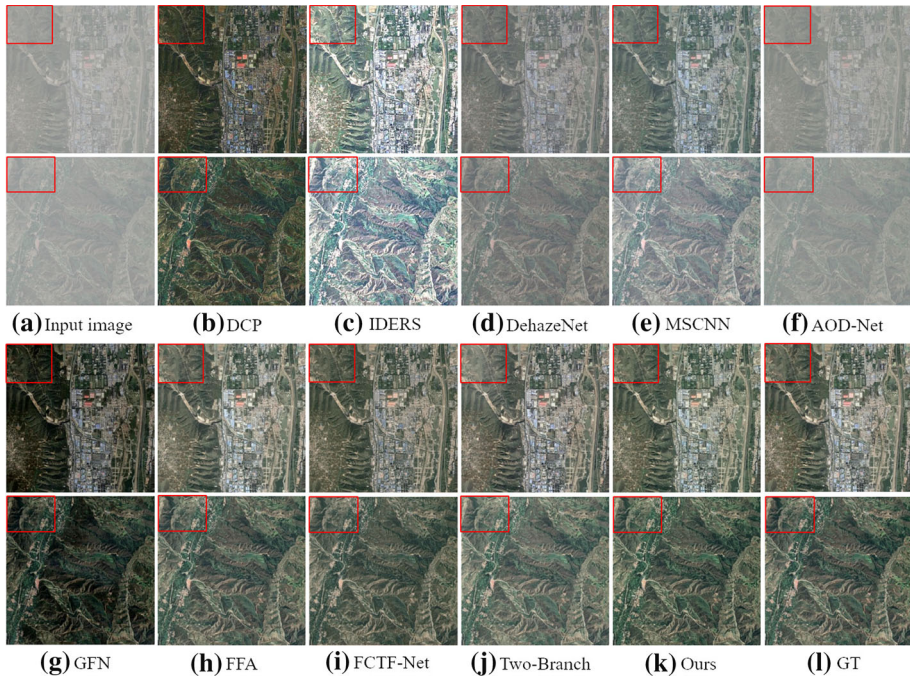 (a) Input image (b) DCP (c) IDERS (d) DehazeNet (e) MSCNN (f) AOD-Net
(g) GFN (h) FFA (i) FCTF-Net (j) Two-Branch (k) Ours (l) GT